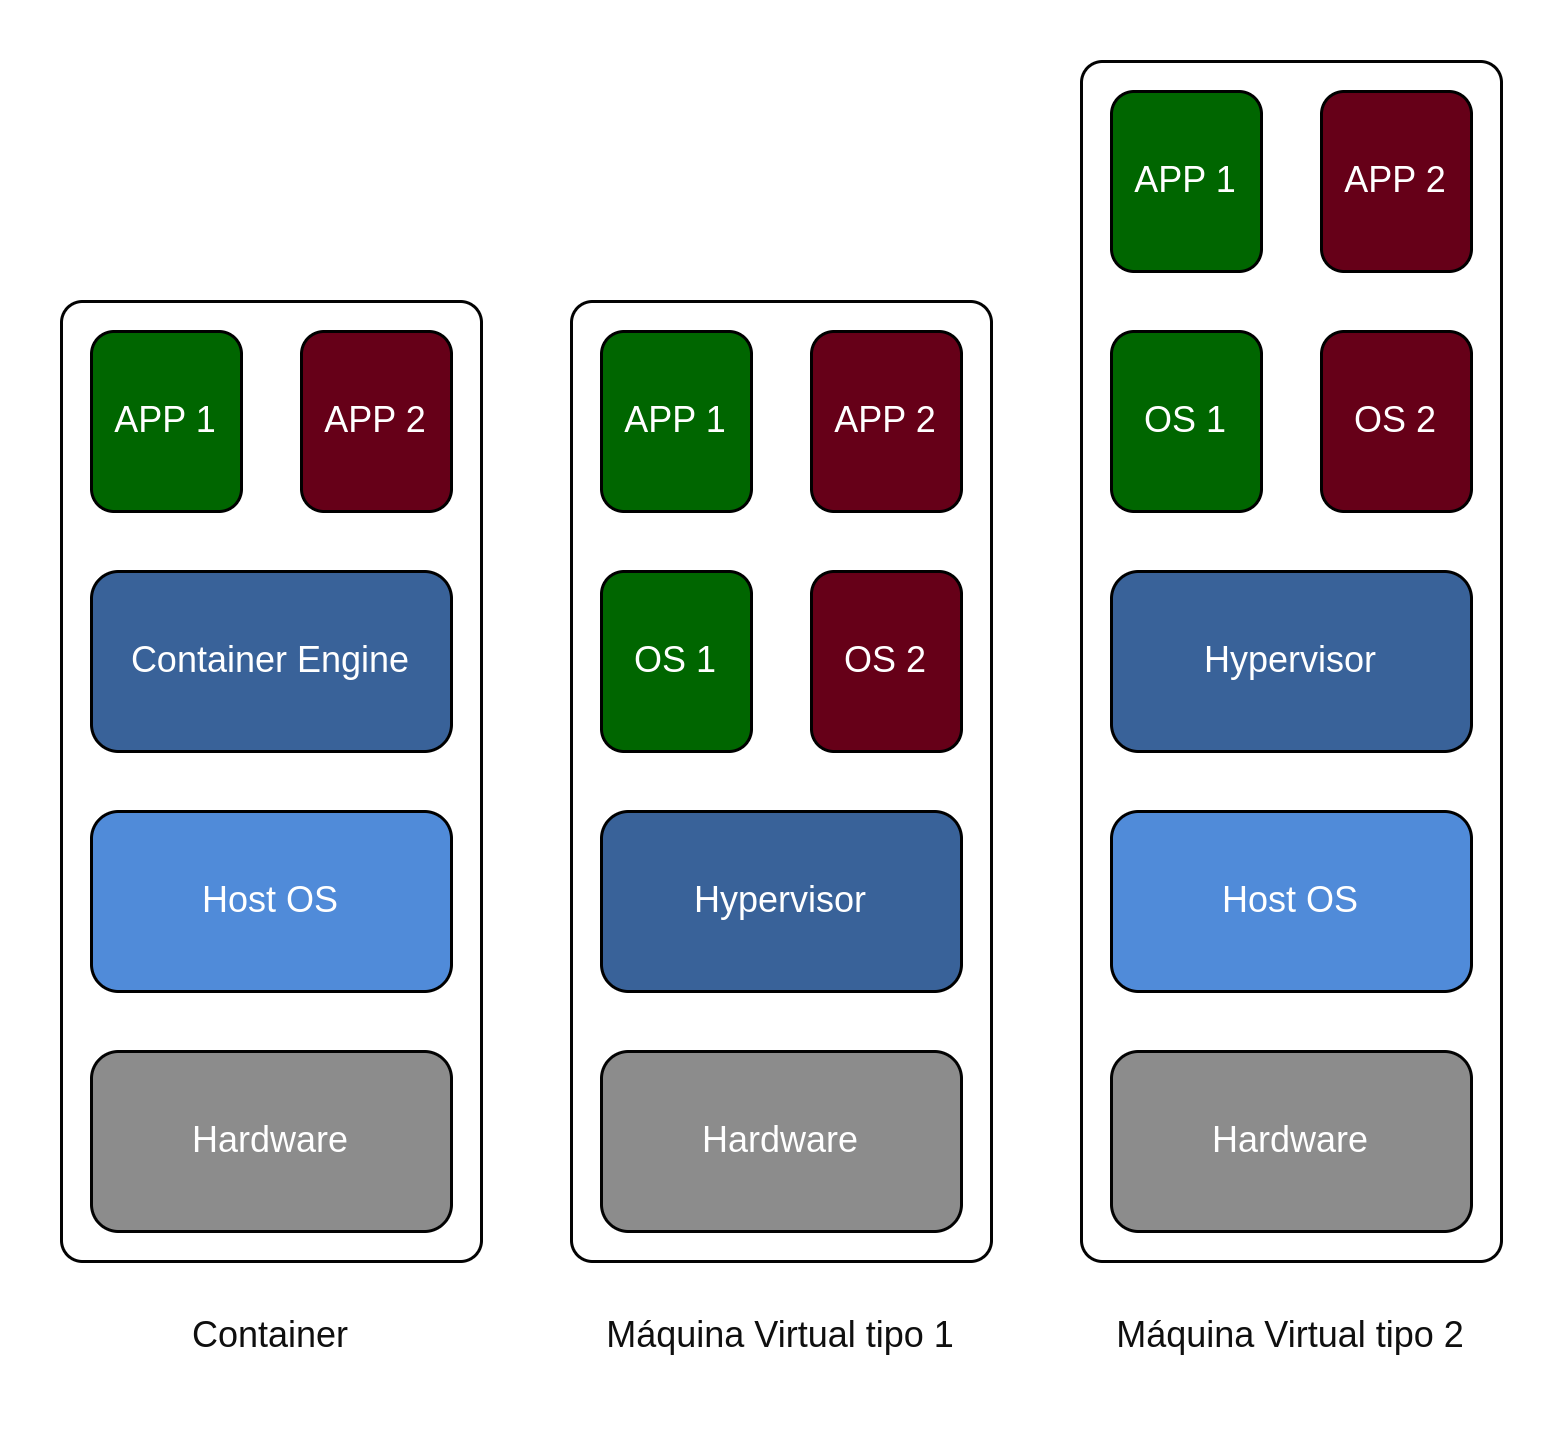 APP 1
APP 2
Container Engine
Host OS
Hardware
Container
APP 1
APP 2
OS 1
OS 2
Hypervisor
Hardware
Máquina Virtual tipo 1
APP 1
APP 2
OS 1
OS 2
Hypervisor
Host OS
Hardware
Máquina Virtual tipo 2